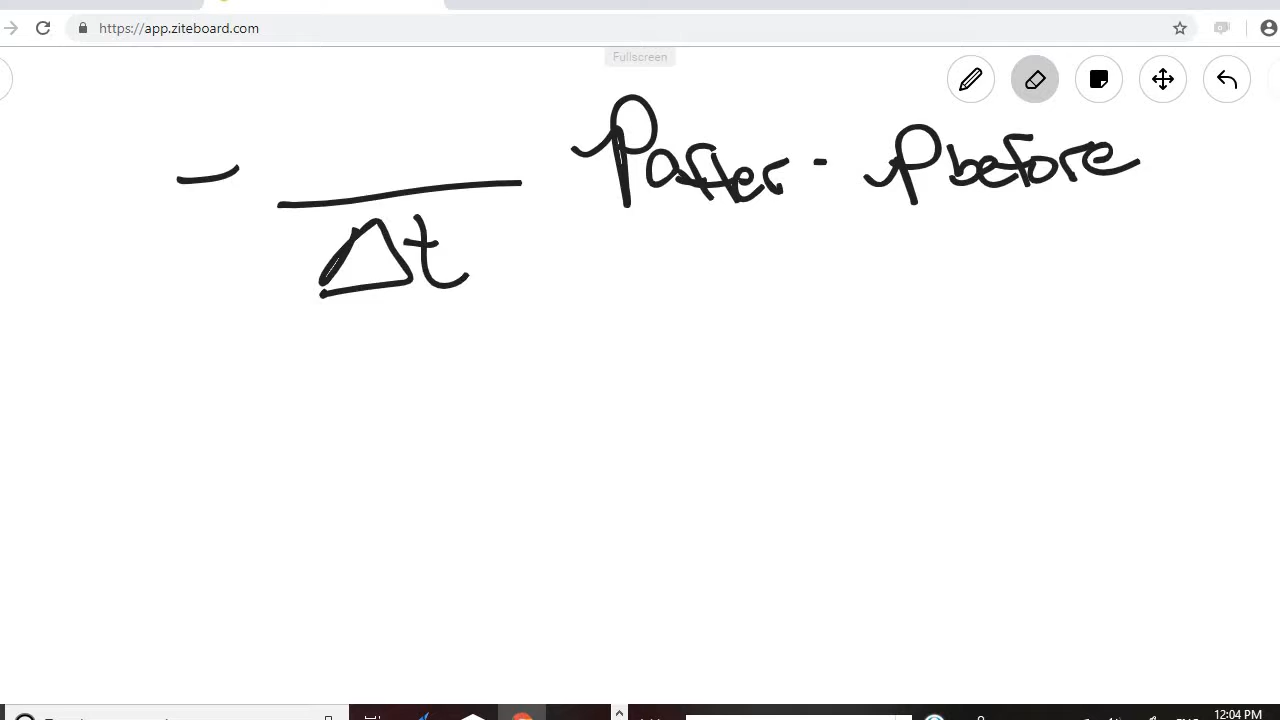 https://app.ziteboard.com
Fullscreen
- Pafter - Pbefore
Δt
12:04 PM